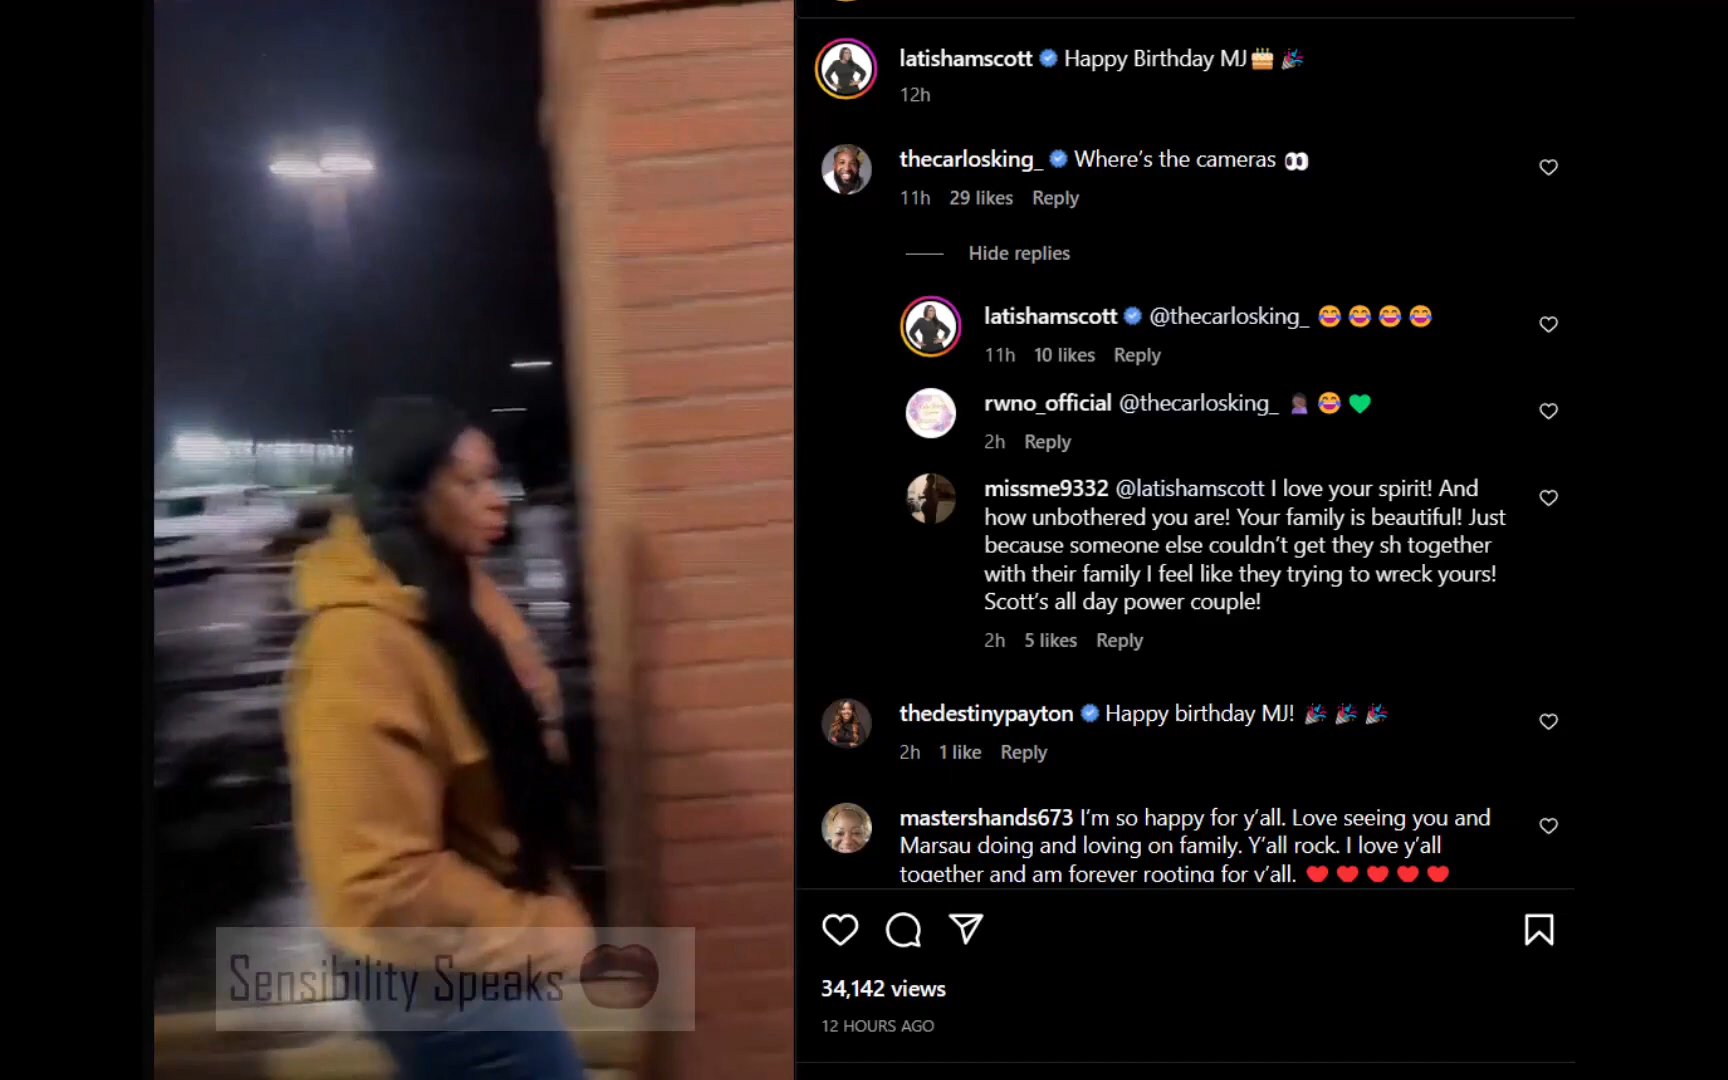 latishamscott Happy Birthday MJ🎂 🎉
12h
thecarlosking_ Where's the cameras 👀
11h 29 likes Reply
Hide replies
latishamscott @thecarlosking_ 😂 😂 😂 😂
11h 10 likes Reply
rwno_official @thecarlosking_ 🤦🏾‍♀️ 😂 💚
2h Reply
missme9332 @latishamscott I love your spirit! And
how unbothered you are! Your family is beautiful! Just
because someone else couldn't get they sh together
with their family I feel like they trying to wreck yours!
Scott's all day power couple!
2h 5 likes Reply
thedestinypayton Happy birthday MJ! 🎉 🎉 🎉
2h 1 like Reply
mastershands673 I'm so happy for y'all. Love seeing you and
Marsau doing and loving on family. Y'all rock. I love y'all
together and am forever rooting for y'all. ❤️ ❤️ ❤️ ❤️ ❤️
Sensibility Speaks
34,142 views
12 HOURS AGO